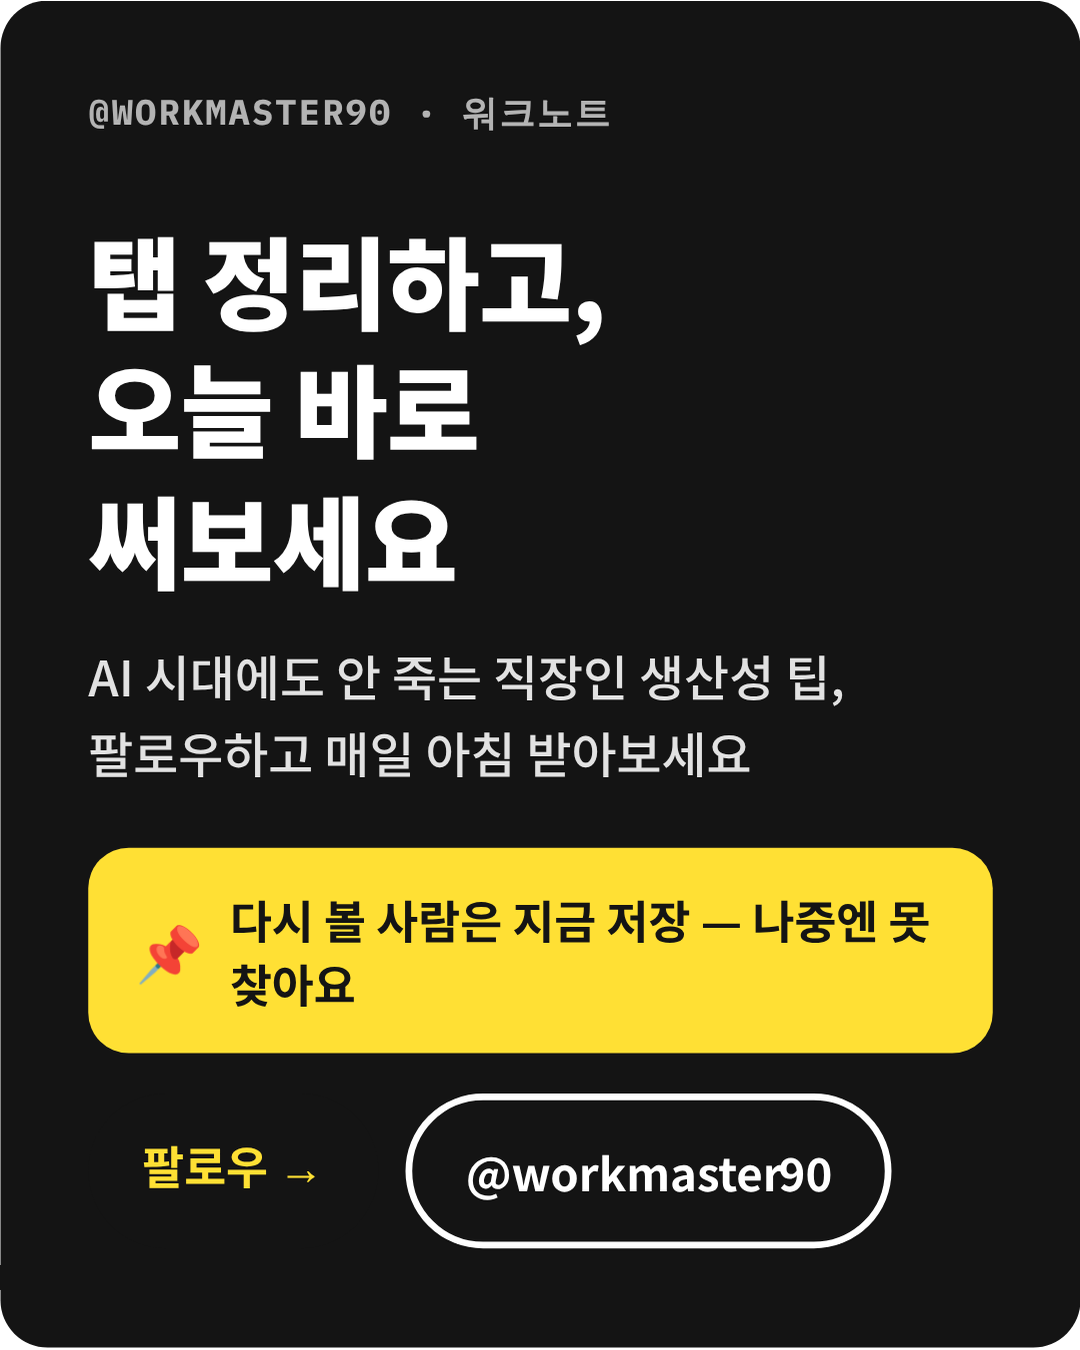 @WORKMASTER90 · 워크노트
탭 정리하고,
오늘 바로
써보세요
AI 시대에도 안 죽는 직장인 생산성 팁,
팔로우하고 매일 아침 받아보세요
📌 다시 볼 사람은 지금 저장 — 나중엔 못
찾아요
팔로우 → @workmaster90